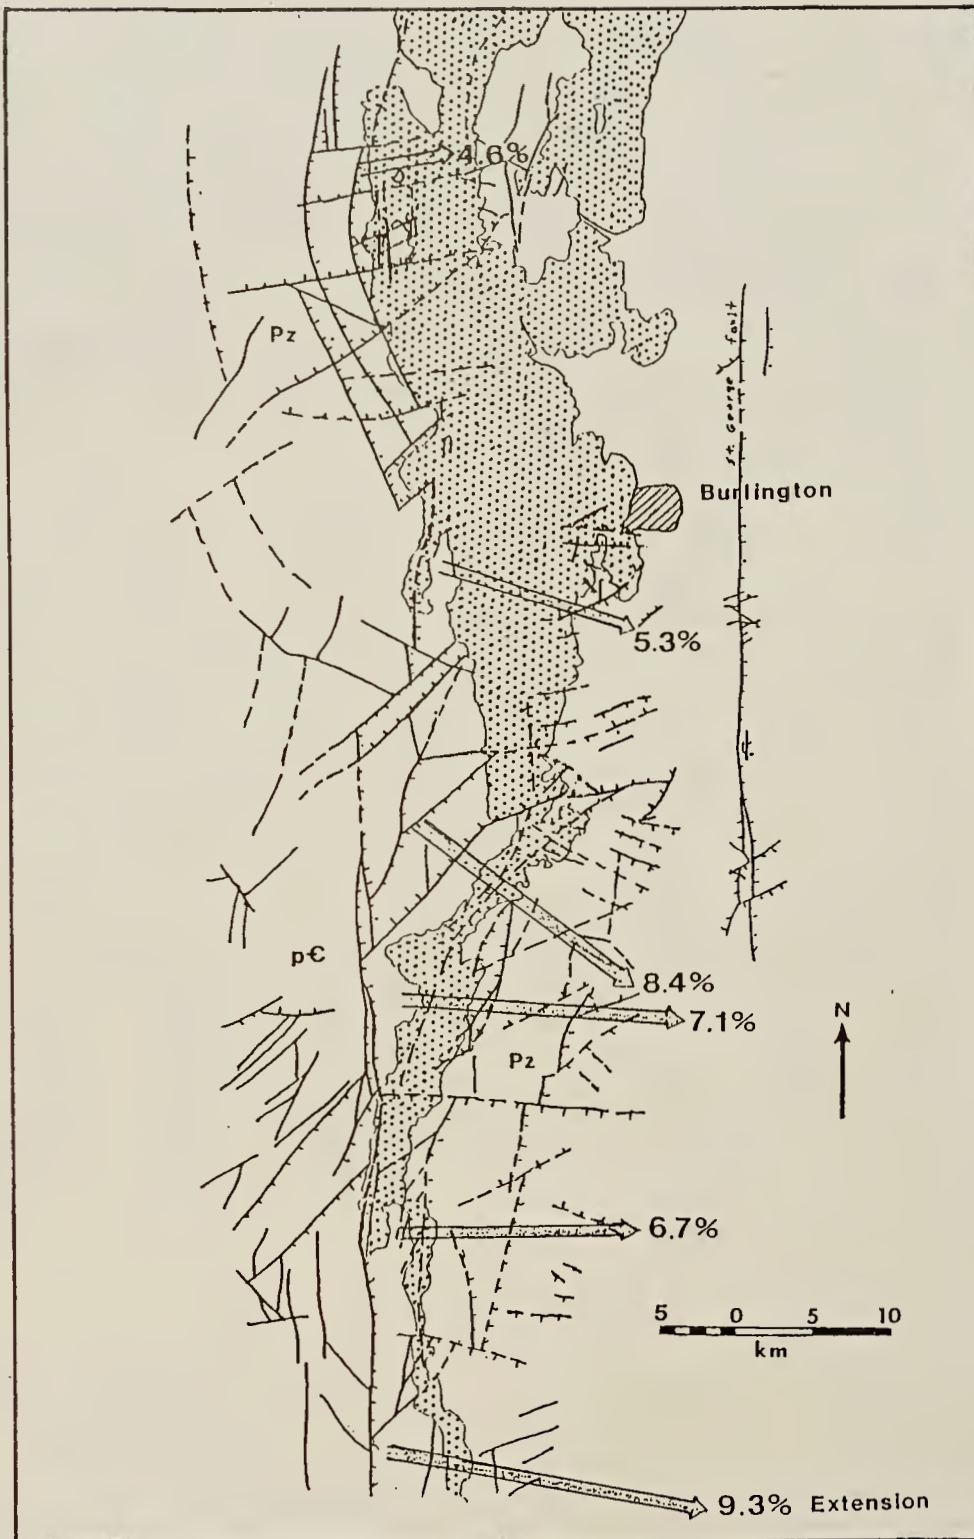 4.6%
Pz
St. George fault
Burlington
5.3%
p€
8.4%
7.1%
N
Pz
6.7%
5 0 5 10
km
9.3% Extension